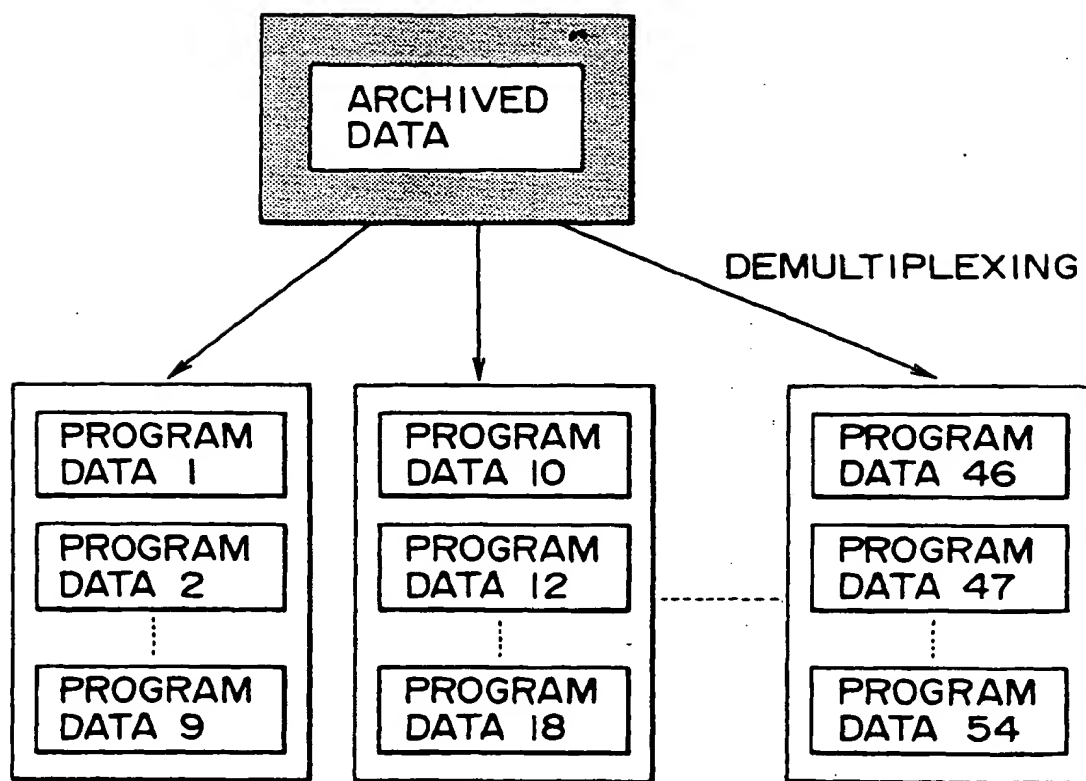 ARCHIVED
DATA
DEMULTIPLEXING
PROGRAM
DATA 1
PROGRAM
DATA 2
PROGRAM
DATA 9
PROGRAM
DATA 10
PROGRAM
DATA 12
PROGRAM
DATA 18
PROGRAM
DATA 46
PROGRAM
DATA 47
PROGRAM
DATA 54